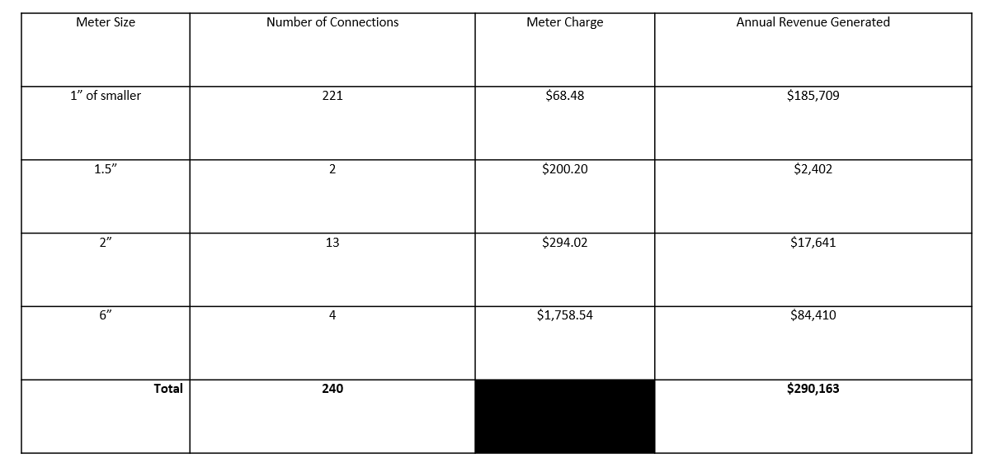 Meter Size Number of Connections Meter Charge Annual Revenue Generated
1” of smaller 221 $68.48 $185,709
1.5” 2 $200.20 $2,402
2” 13 $294.02 $17,641
6” 4 $1,758.54 $84,410
Total 240 $290,163